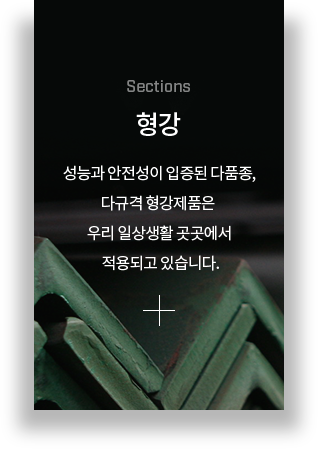 Sections
형강
성능과 안전성이 입증된 다품종,
다규격 형강제품은
우리 일상생활 곳곳에서
적용되고 있습니다.